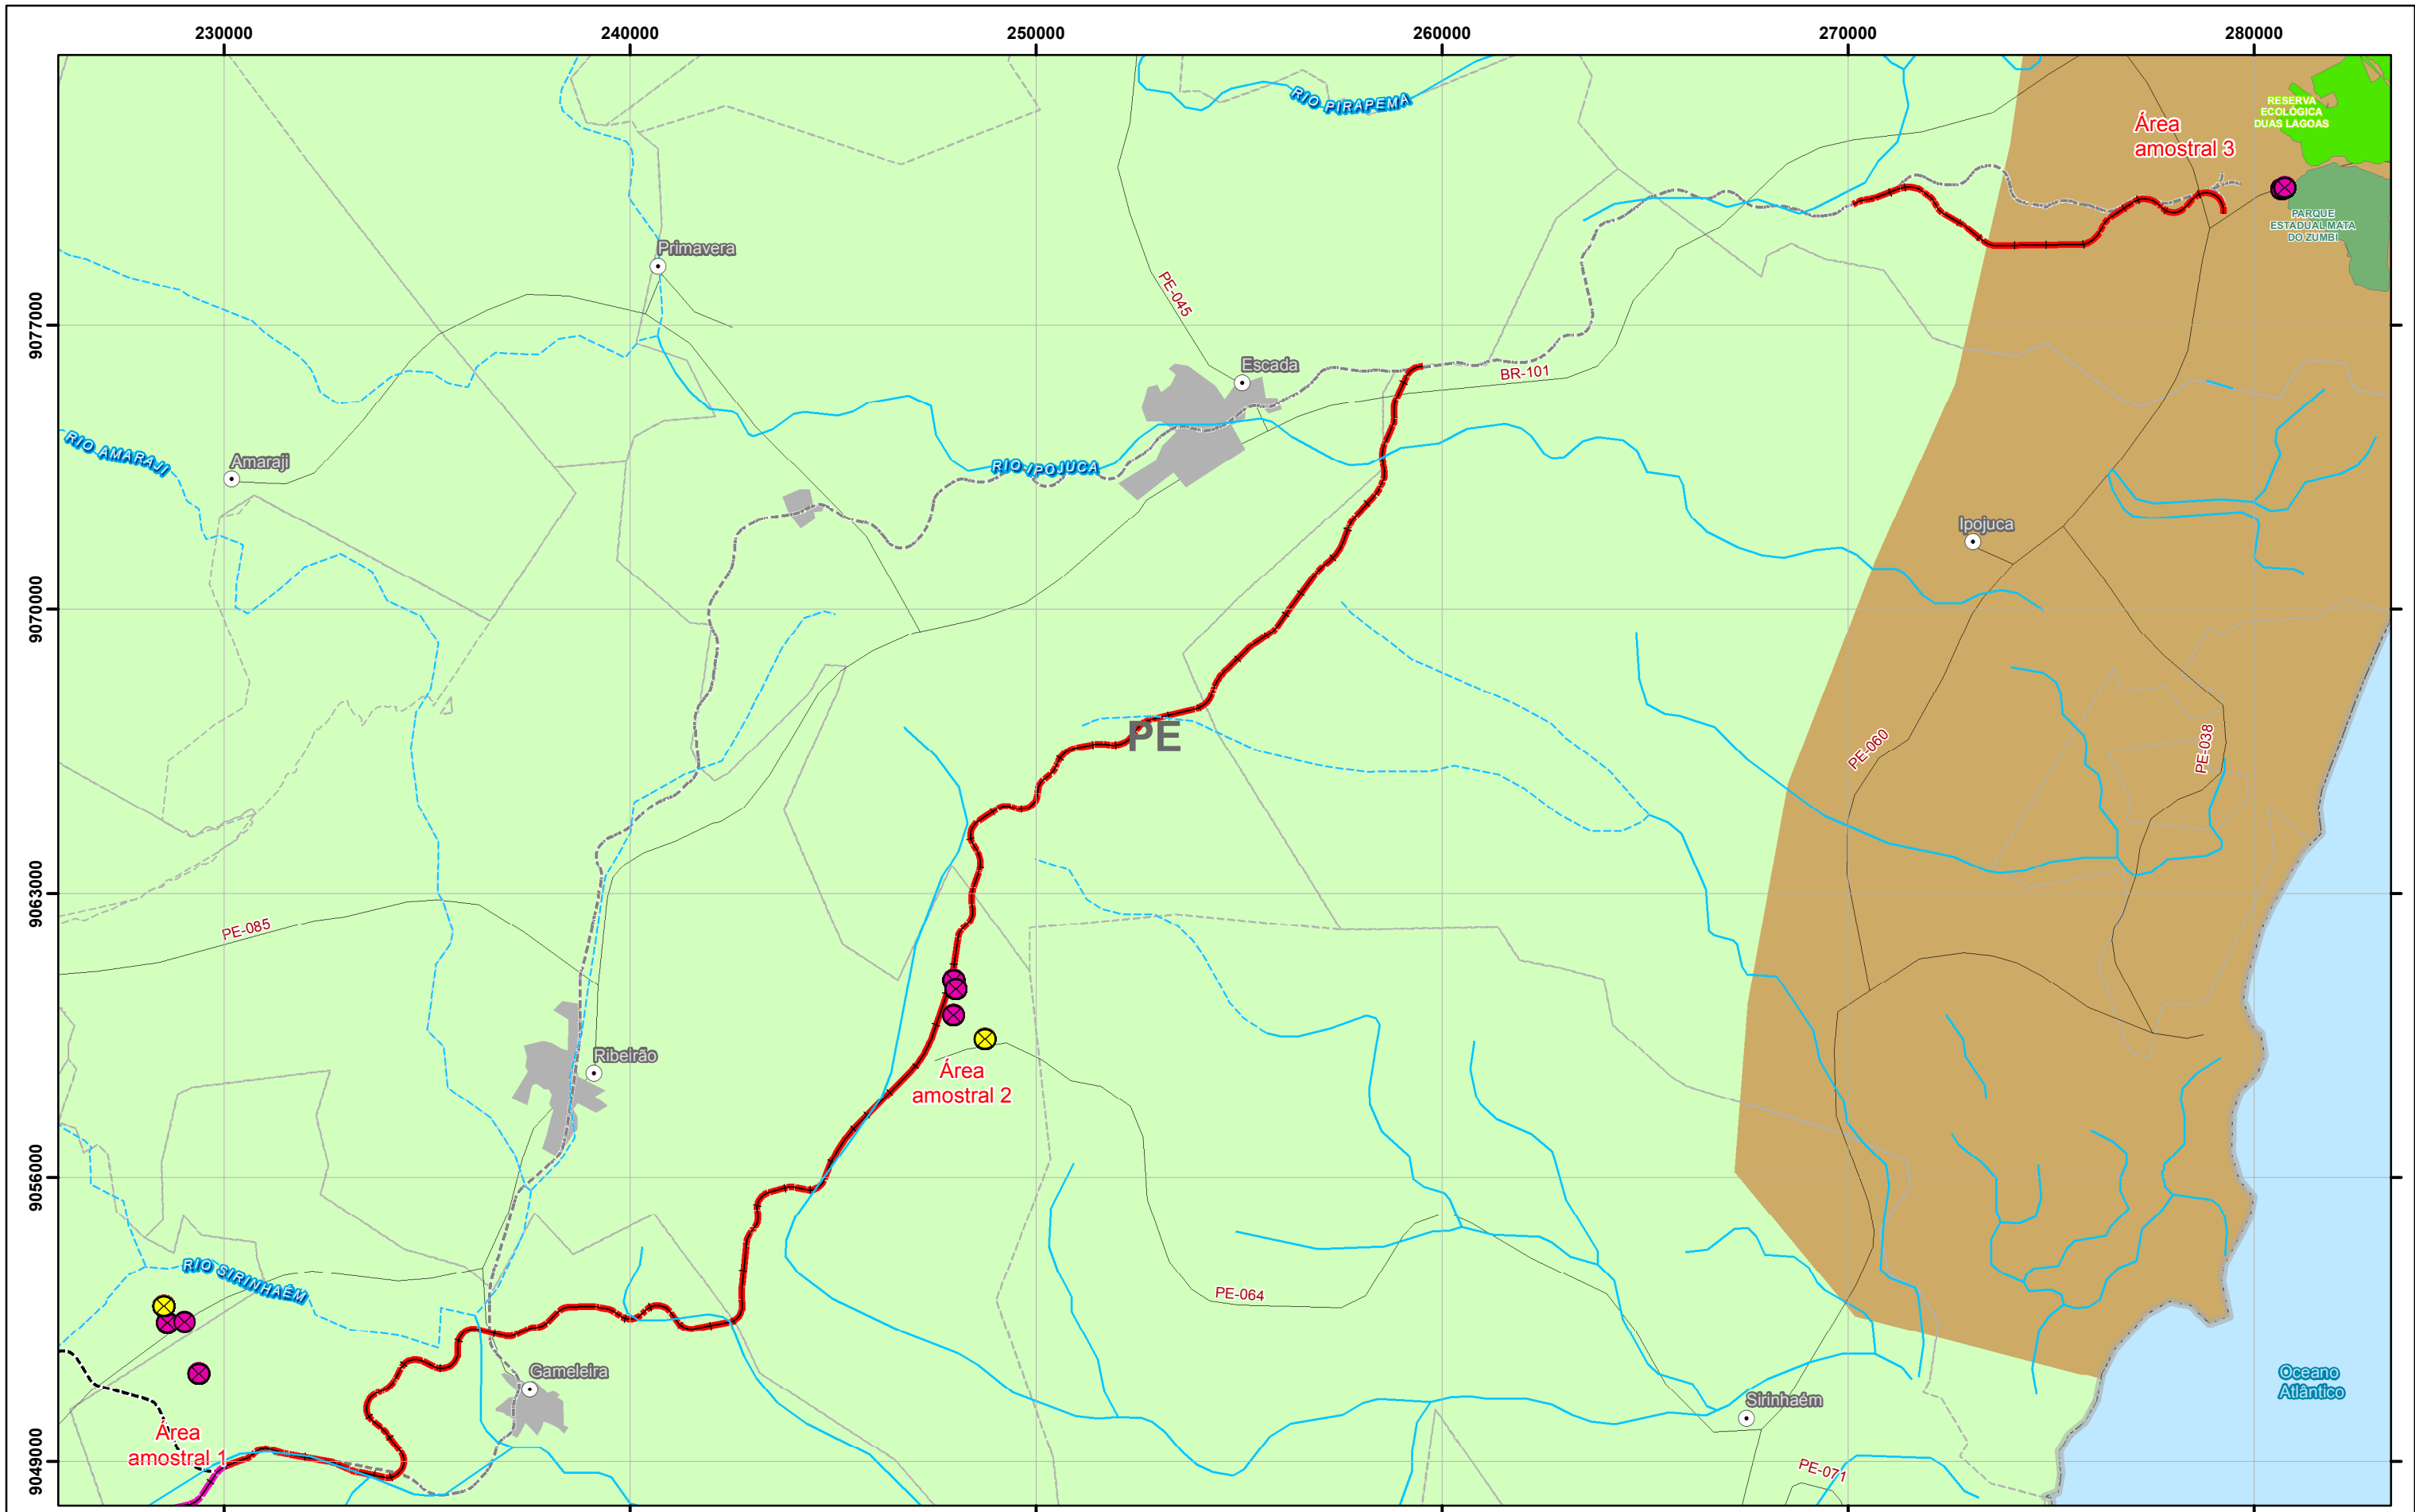 230000
240000
250000
260000
270000
280000
RIO PIRAPEMA
RESERVA
ECOLÓGICA
DUAS LAGOAS
Área
amostral 3
PARQUE
ESTADUAL MATA
DO ZUMBI
Primavera
PE-045
9077000
Escada
BR-101
RIO AMARAJI
Amaraji
RIO IPOJUCA
Ipojuca
9070000
PE
PE-060
PE-038
9063000
PE-085
Ribeirão
Área
amostral 2
9056000
RIO SIRINHAÉM
PE-064
Gameleira
Oceano
Atlântico
Sirinhaém
Área
amostral 1
9049000
PE-071